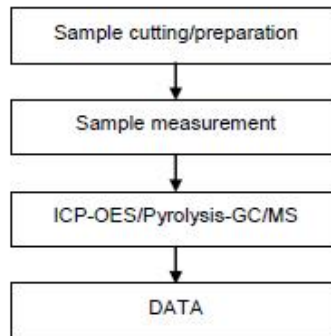 Sample cutting/preparation
Sample measurement
ICP-OES/Pyrolysis-GC/MS
DATA